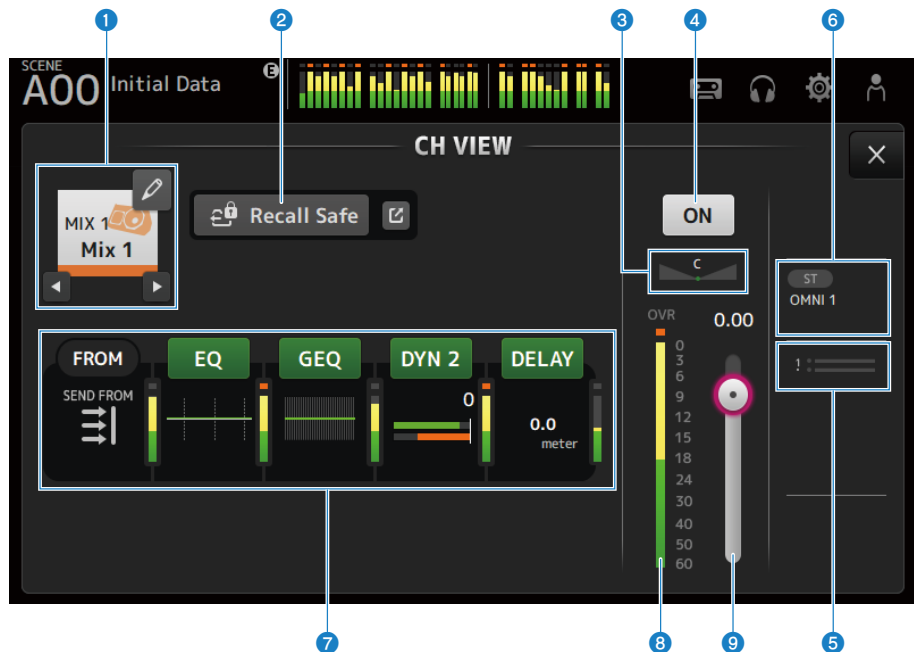 1
2
3
4
6
SCENE
A00 Initial Data
E
CH VIEW
MIX 1
Mix 1
Recall Safe
ON
C
ST
OMNI 1
OVR
0.00
0
3
6
9
12
15
18
24
30
40
50
60
1
FROM
EQ
GEQ
DYN 2
DELAY
SEND FROM
0
0.0
meter
7
8
9
5